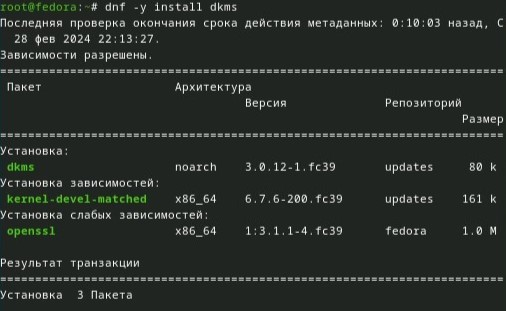 root@fedora:~# dnf -y install dkms
Последняя проверка окончания срока действия метаданных: 0:10:03 назад, С
28 фев 2024 22:13:27.
Зависимости разрешены.
================================================================================
Пакет Архитектура
Версия Репозиторий
Размер
================================================================================
Установка:
dkms noarch 3.0.12-1.fc39 updates 80 k
Установка зависимостей:
kernel-devel-matched x86_64 6.7.6-200.fc39 updates 161 k
Установка слабых зависимостей:
openssl x86_64 1:3.1.1-4.fc39 fedora 1.0 M
Результат транзакции
================================================================================
Установка 3 Пакета